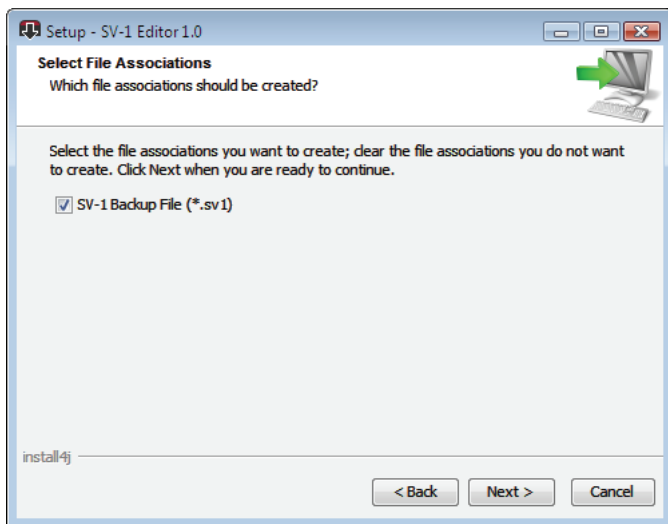 Setup - SV-1 Editor 1.0
Select File Associations
Which file associations should be created?
Select the file associations you want to create; clear the file associations you do not want
to create. Click Next when you are ready to continue.
SV-1 Backup File (*.sv1)
install4j
< Back Next > Cancel